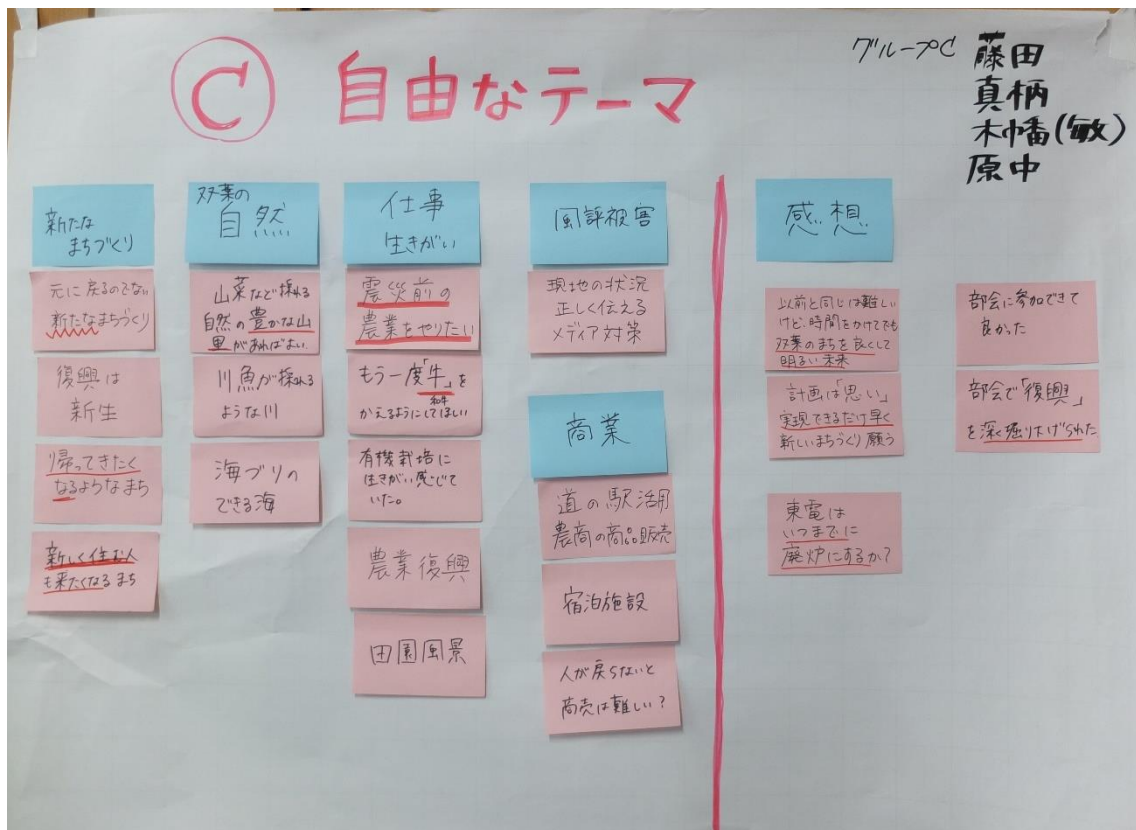 C 自由なテーマ
グループC
藤田
真柄
木幡(敏)
原中
新たな
まちづくり
元に戻るのでない
新たなまちづくり
復興は
新生
帰ってきたく
なるようなまち
新しく住む人
も来たくなるまち
双葉の
自然
山菜など採れる
自然の豊かな山
里があればよい
川魚が採れる
ような川
海づりの
できる海
仕事
生きがい
震災前の
農業をやりたい
もう一度「牛」を
和牛
かえるようにしてほしい
有機栽培に
生きがい感じて
いた。
農業復興
田園風景
風評被害
現地の状況
正しく伝える
メディア対策
商業
道の駅活用
農商の商品販売
宿泊施設
人が戻らないと
商売は難しい?
感想
以前と同じは難しい
けど、時間をかけてでも
双葉のまちを良くして
明るい未来
計画は「思い」
実現できるだけ早く
新しいまちづくり願う
東電は
いつまでに
廃炉にするか?
部会に参加できて
良かった
部会で「復興」
を深く掘り下げられた